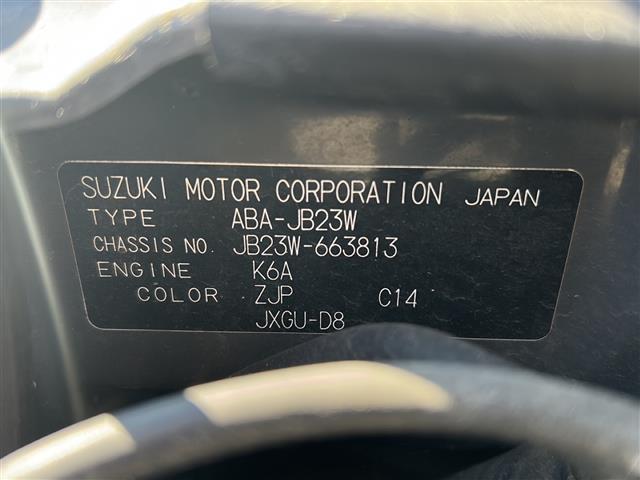 SUZUKI MOTOR CORPORATION JAPAN
TYPE ABA-JB23W
CHASSIS NO. JB23W-663813
ENGINE K6A
COLOR ZJP C14
JXGU-D8